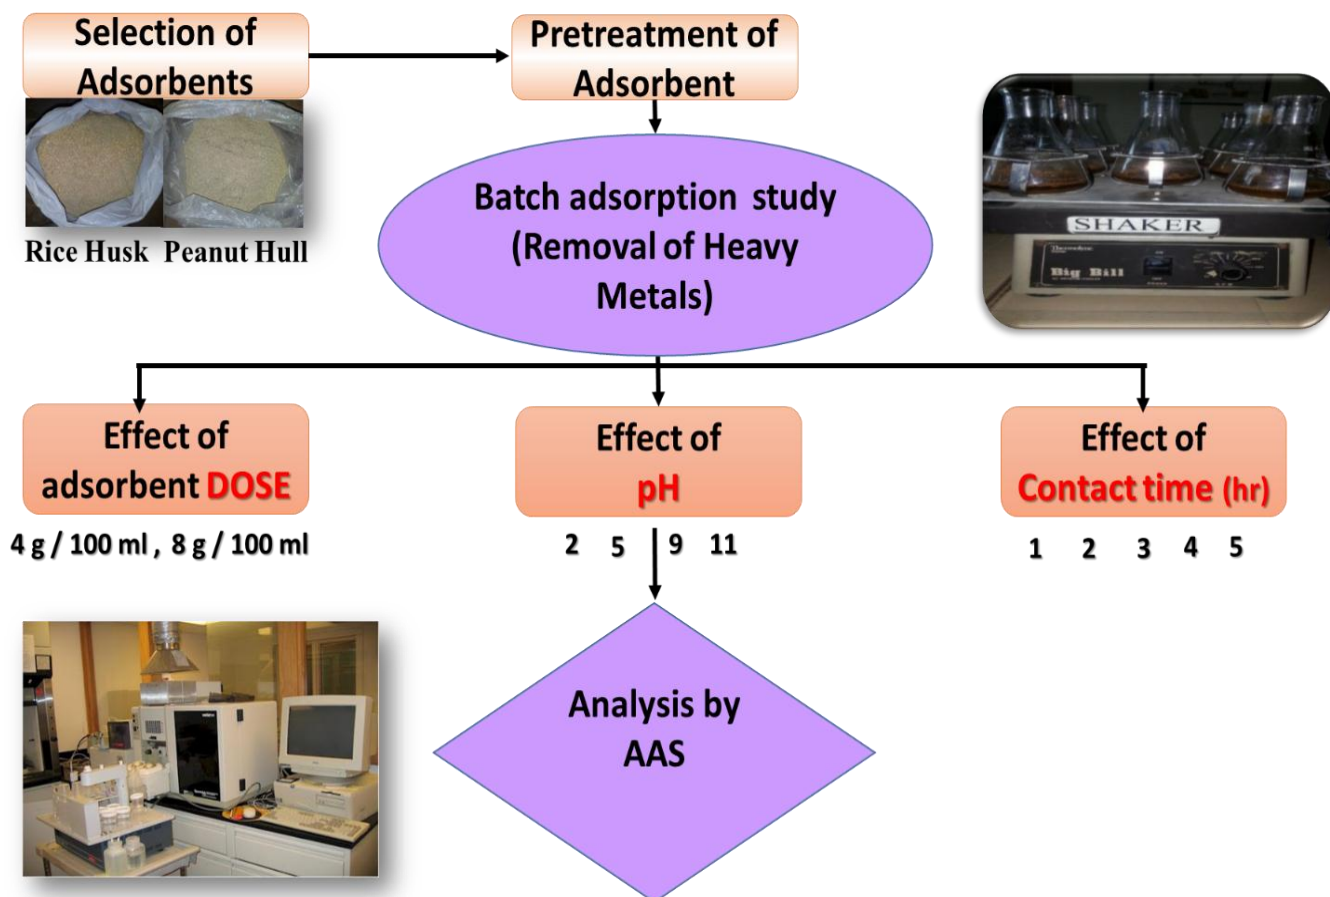 Selection of
Adsorbents
Pretreatment of
Adsorbent
Rice Husk Peanut Hull
Batch adsorption study
(Removal of Heavy
Metals)
SHAKER
Big Bill
Effect of
adsorbent DOSE
4 g / 100 ml , 8 g / 100 ml
Effect of
pH
2 5 9 11
Effect of
Contact time (hr)
1 2 3 4 5
Analysis by
AAS